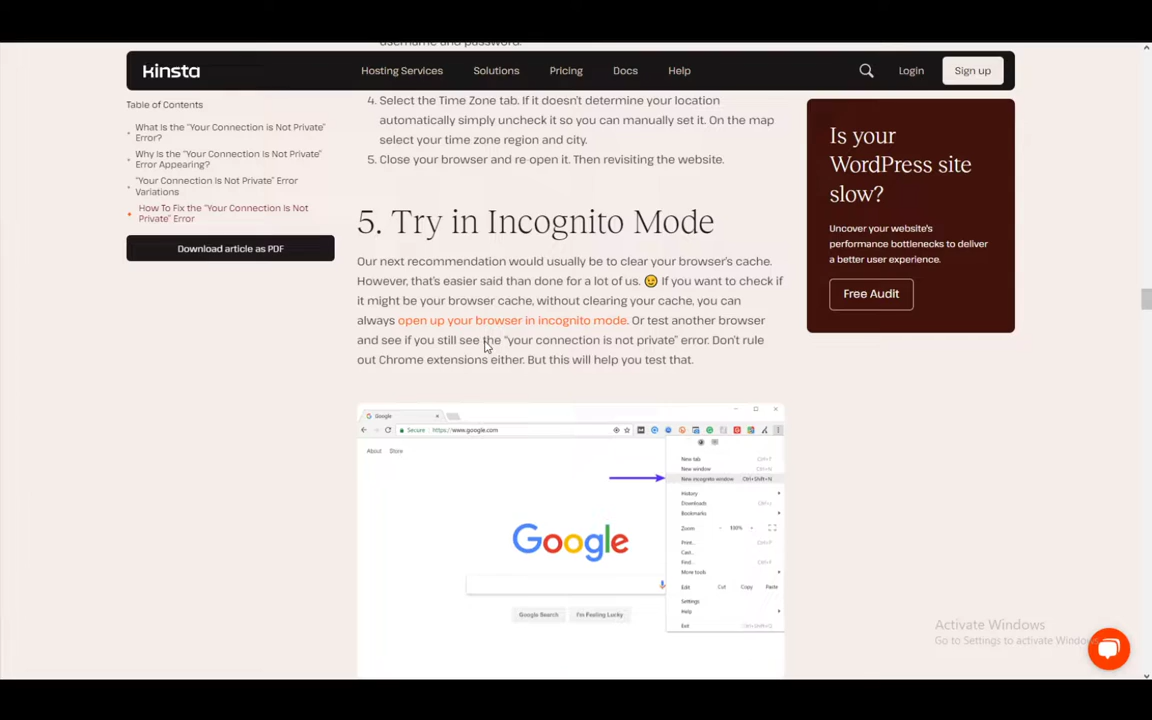 username and password.
Kinsta
Hosting Services
Solutions
Pricing
Docs
Help
Login
Sign up
Table of Contents
What Is the “Your Connection is Not Private”
Error?
Why Is the “Your Connection Is Not Private”
Error Appearing?
“Your Connection Is Not Private” Error
Variations
How To Fix the “Your Connection Is Not
Private” Error
Download article as PDF
4. Select the Time Zone tab. If it doesn’t determine your location
automatically simply uncheck it so you can manually set it. On the map
select your time zone region and city.
5. Close your browser and re-open it. Then revisiting the website.
5. Try in Incognito Mode
Our next recommendation would usually be to clear your browser’s cache.
However, that’s easier said than done for a lot of us. 😉 If you want to check if
it might be your browser cache, without clearing your cache, you can
always open up your browser in incognito mode. Or test another browser
and see if you still see the “your connection is not private” error. Don’t rule
out Chrome extensions either. But this will help you test that.
Google
Secure
https://www.google.com
About
Store
New tab
Ctrl+T
New window
Ctrl+N
New incognito window
Ctrl+Shift+N
History
Downloads
Ctrl+J
Bookmarks
Zoom
- 100% +
Print...
Ctrl+P
Cast...
Find...
Ctrl+F
More tools
Edit
Cut
Copy
Paste
Settings
Help
Exit
Google
Google Search
I'm Feeling Lucky
Is your
WordPress site
slow?
Uncover your website’s
performance bottlenecks to deliver
a better user experience.
Free Audit
Activate Windows
Go to Settings to activate Windows.